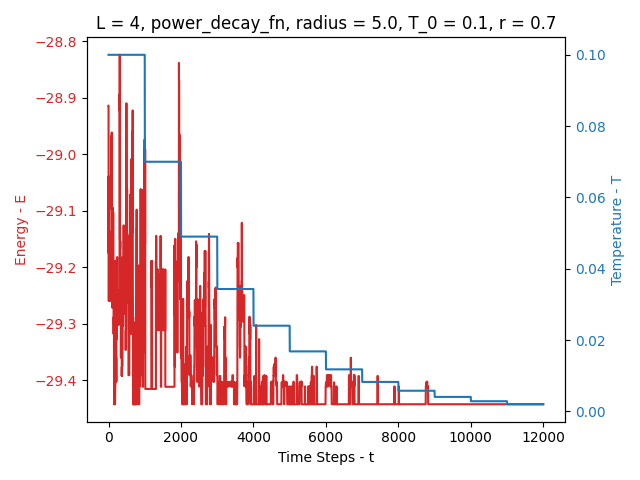 L = 4, power_decay_fn, radius = 5.0, T_0 = 0.1, r = 0.7
−28.8
−28.9
−29.0
−29.1
−29.2
−29.3
−29.4
Energy - E
0.10
0.08
0.06
0.04
0.02
0.00
Temperature - T
0 2000 4000 6000 8000 10000 12000
Time Steps - t